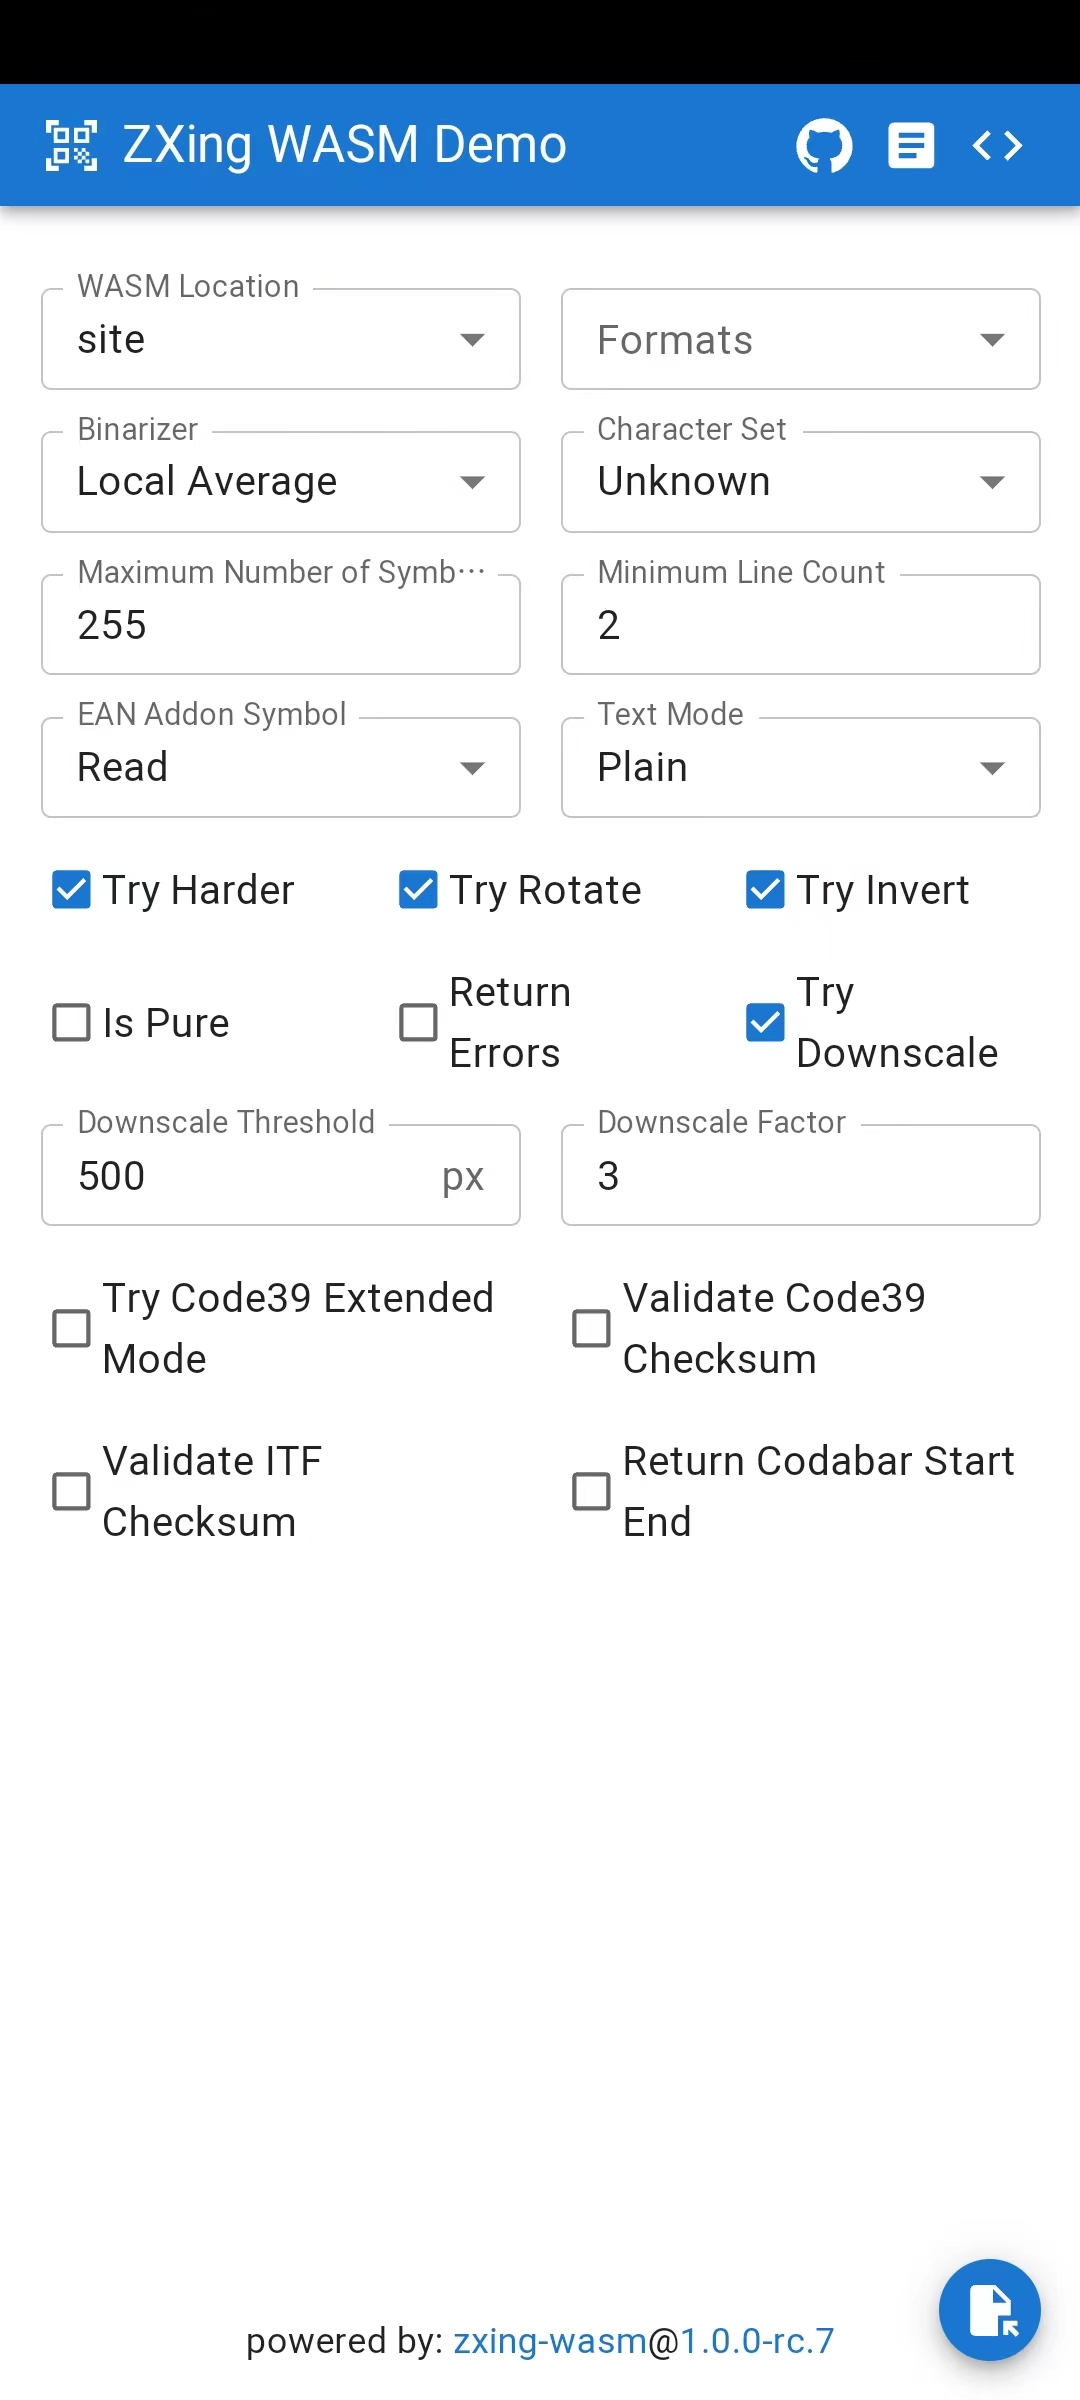 ZXing WASM Demo
WASM Location
site
Formats
Binarizer
Local Average
Character Set
Unknown
Maximum Number of Symb···
255
Minimum Line Count
2
EAN Addon Symbol
Read
Text Mode
Plain
Try Harder
Try Rotate
Try Invert
Is Pure
Return
Errors
Try
Downscale
Downscale Threshold
500 px
Downscale Factor
3
Try Code39 Extended
Mode
Validate Code39
Checksum
Validate ITF
Checksum
Return Codabar Start
End
powered by: zxing-wasm@1.0.0-rc.7